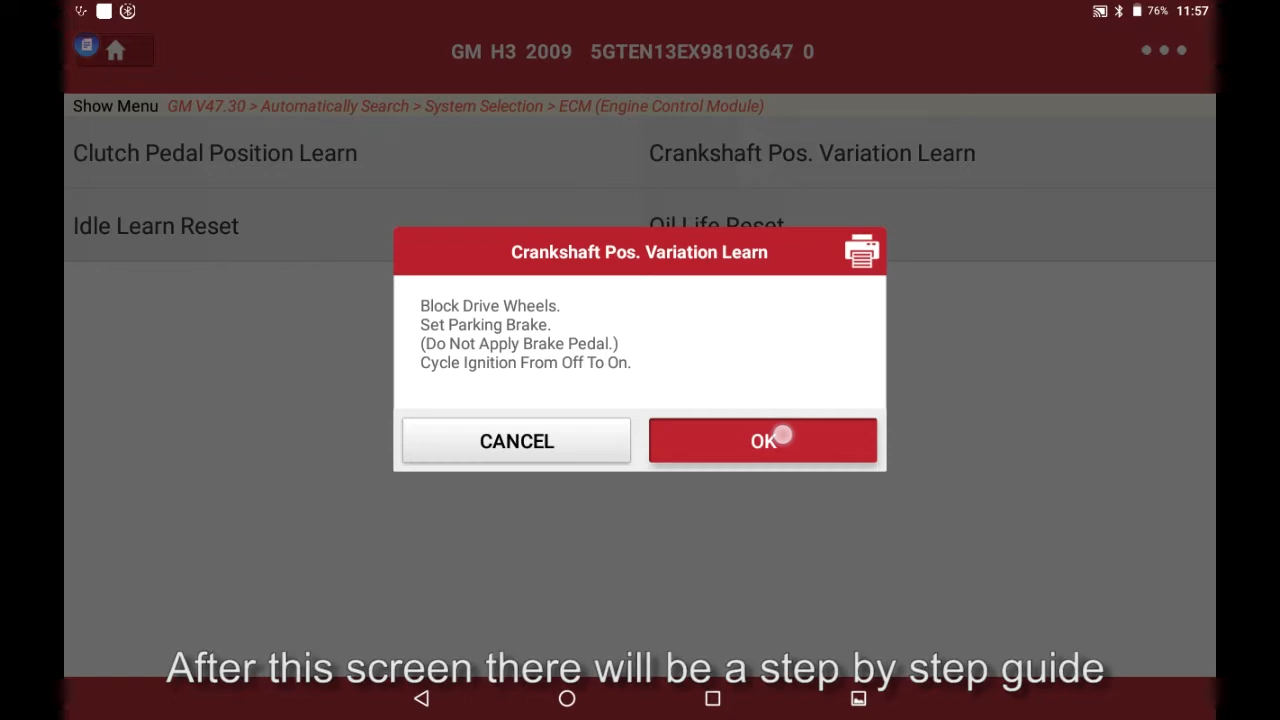 76% 11:57
GM H3 2009 5GTEN13EX98103647 0
Show Menu GM V47.30 > Automatically Search > System Selection > ECM (Engine Control Module)
Clutch Pedal Position Learn
Crankshaft Pos. Variation Learn
Idle Learn Reset
Oil Life Reset
Crankshaft Pos. Variation Learn
Block Drive Wheels.
Set Parking Brake.
(Do Not Apply Brake Pedal.)
Cycle Ignition From Off To On.
CANCEL
OK
After this screen there will be a step by step guide